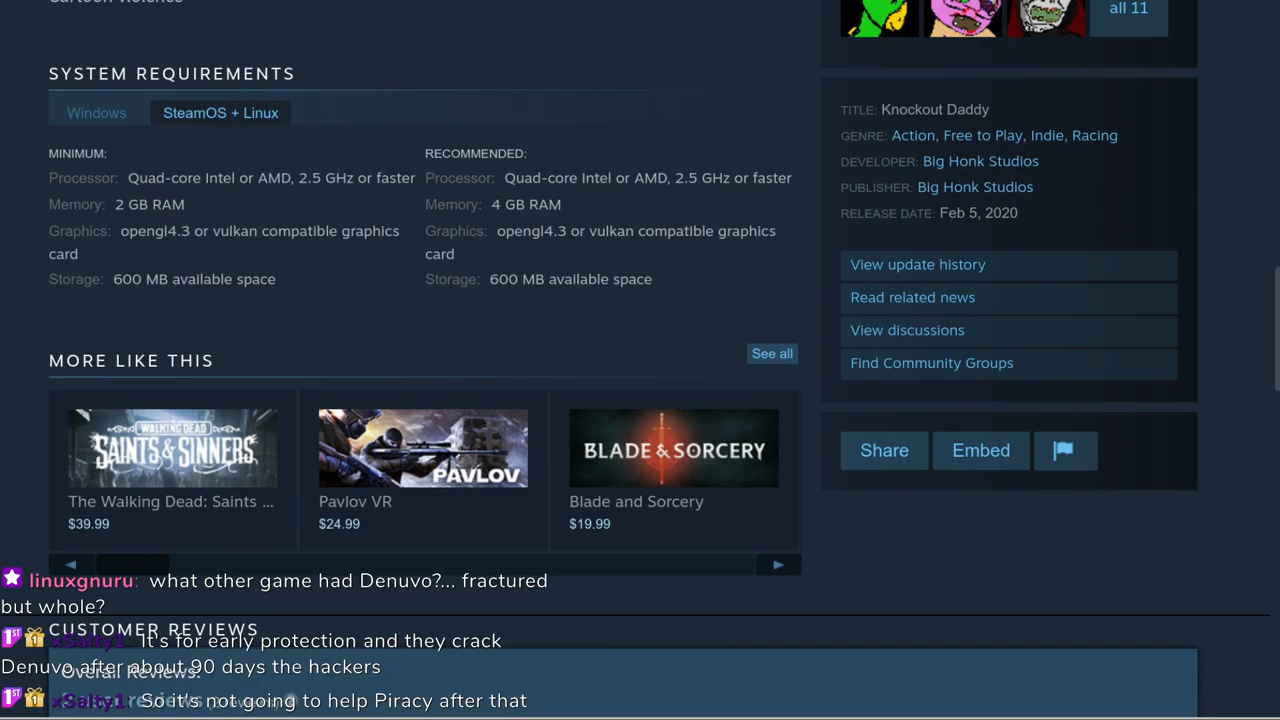 Cartoon Violence
all 11
SYSTEM REQUIREMENTS
Windows
SteamOS + Linux
MINIMUM:
Processor: Quad-core Intel or AMD, 2.5 GHz or faster
Memory: 2 GB RAM
Graphics: opengl4.3 or vulkan compatible graphics
card
Storage: 600 MB available space
RECOMMENDED:
Processor: Quad-core Intel or AMD, 2.5 GHz or faster
Memory: 4 GB RAM
Graphics: opengl4.3 or vulkan compatible graphics
card
Storage: 600 MB available space
TITLE: Knockout Daddy
GENRE: Action, Free to Play, Indie, Racing
DEVELOPER: Big Honk Studios
PUBLISHER: Big Honk Studios
RELEASE DATE: Feb 5, 2020
View update history
Read related news
View discussions
Find Community Groups
Share
Embed
MORE LIKE THIS
See all
THE WALKING DEAD
SAINTS & SINNERS
The Walking Dead: Saints ...
$39.99
PAVLOV
Pavlov VR
$24.99
BLADE & SORCERY
Blade and Sorcery
$19.99
linuxgnuru: what other game had Denuvo?... fractured
but whole?
CUSTOMER REVIEWS
xSalty1: It's for early protection and they crack
Denuvo after about 90 days the hackers
Overall Reviews:
xSalty1: So it's not going to help Piracy after that